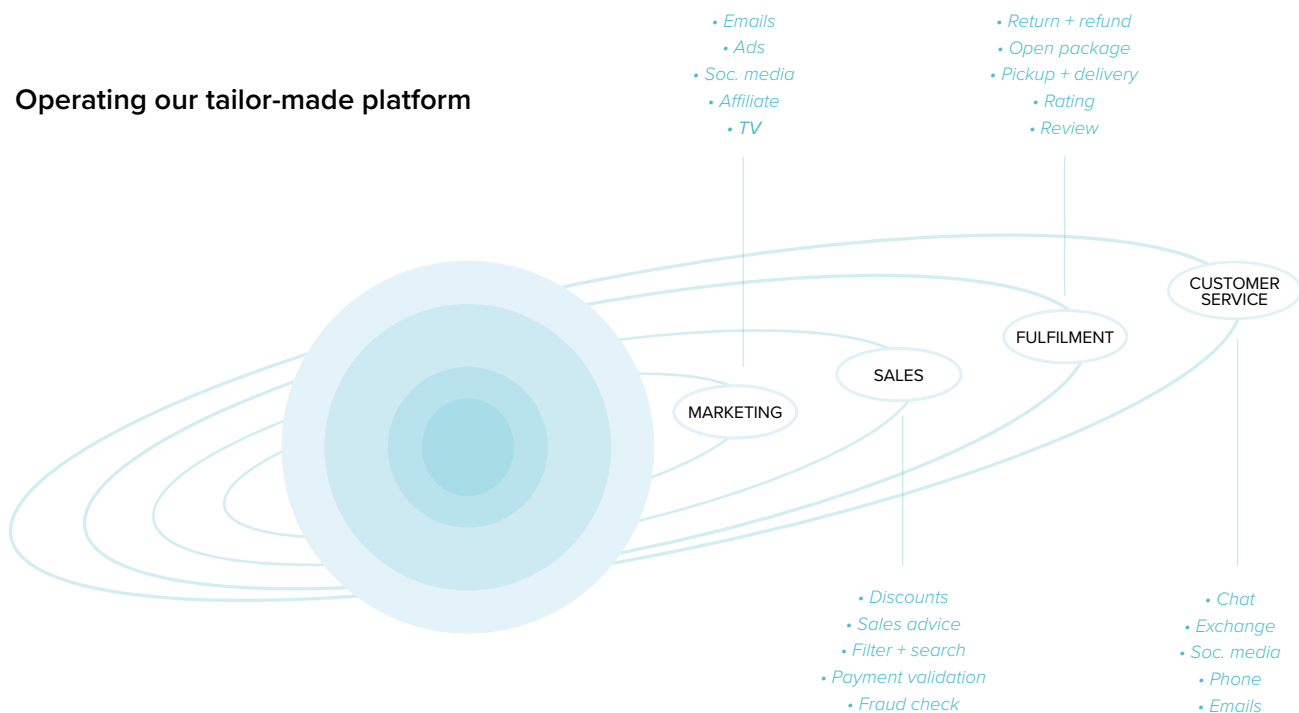 Operating our tailor-made platform
• Emails
• Ads
• Soc. media
• Affiliate
• TV
• Return + refund
• Open package
• Pickup + delivery
• Rating
• Review
CUSTOMER
SERVICE
FULFILMENT
SALES
MARKETING
• Discounts
• Sales advice
• Filter + search
• Payment validation
• Fraud check
• Chat
• Exchange
• Soc. media
• Phone
• Emails